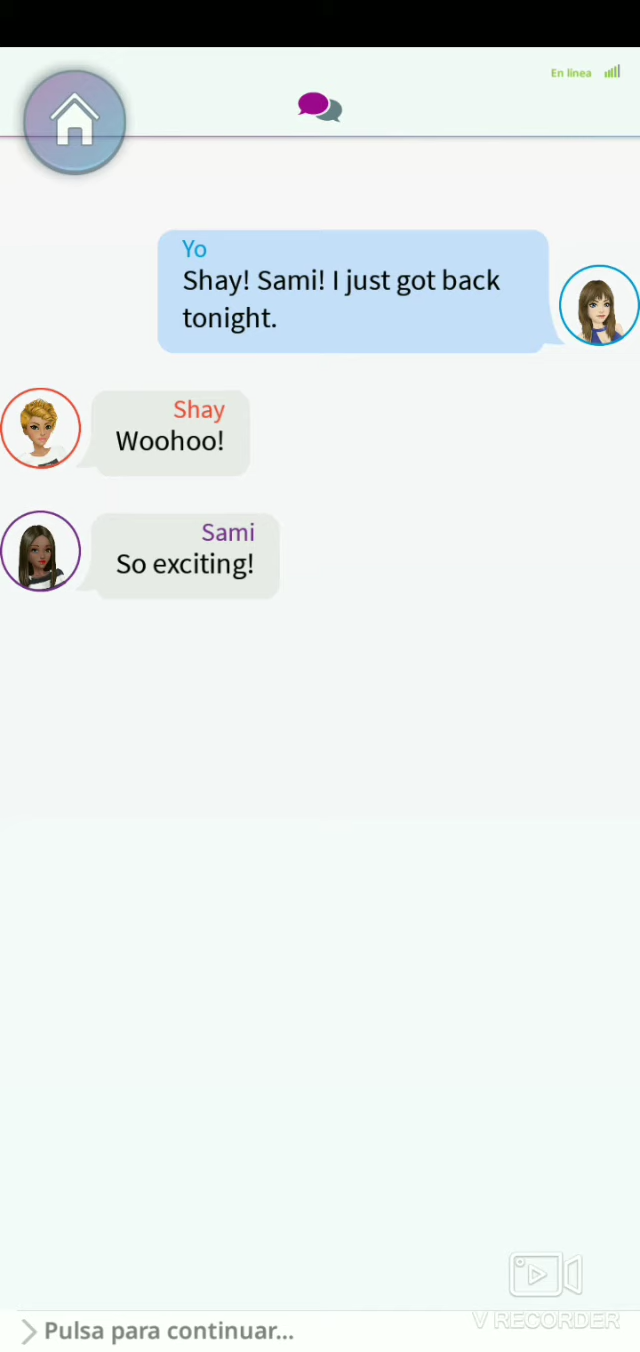 En línea
Yo
Shay! Sami! I just got back
tonight.
Shay
Woohoo!
Sami
So exciting!
V RECORDER
Pulsa para continuar...